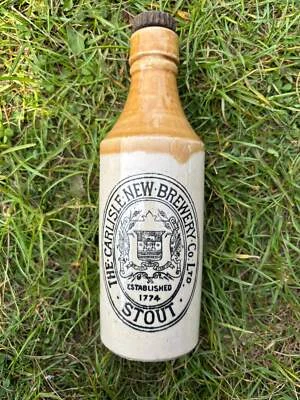 THE CARLISLE NEW BREWERY Co LTD
ESTABLISHED
1774
· STOUT ·